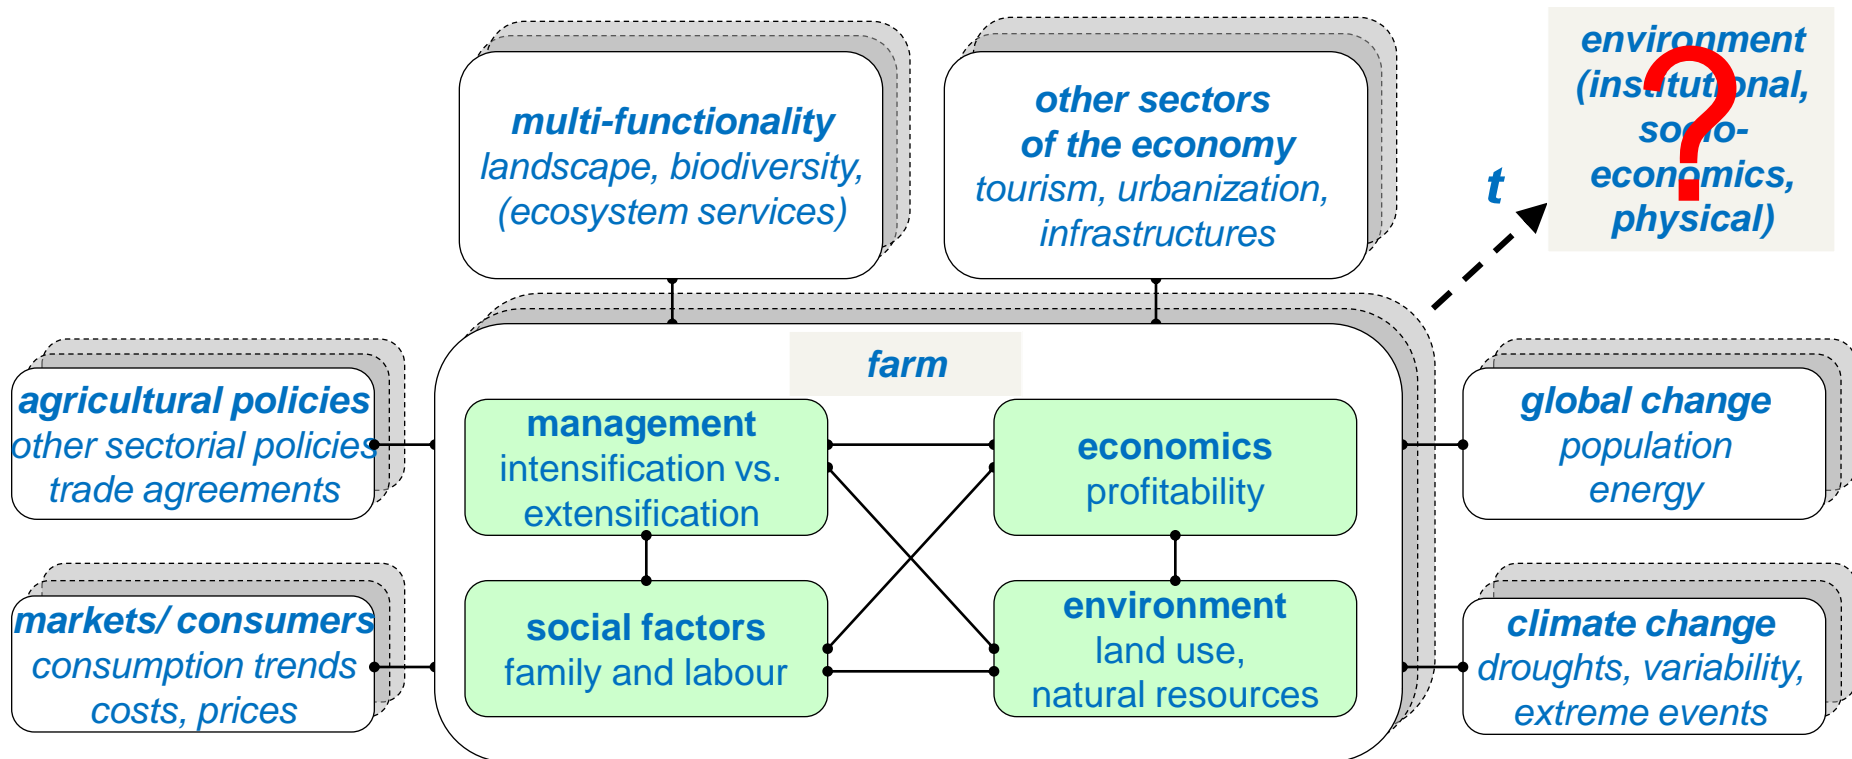 multi-functionality
landscape, biodiversity,
(ecosystem services)
other sectors
of the economy
tourism, urbanization,
infrastructures
t
environment
(institutional,
socio-
economics,
physical)
?
farm
agricultural policies
other sectorial policies
trade agreements
markets/ consumers
consumption trends
costs, prices
management
intensification vs.
extensification
economics
profitability
social factors
family and labour
environment
land use,
natural resources
global change
population
energy
climate change
droughts, variability,
extreme events